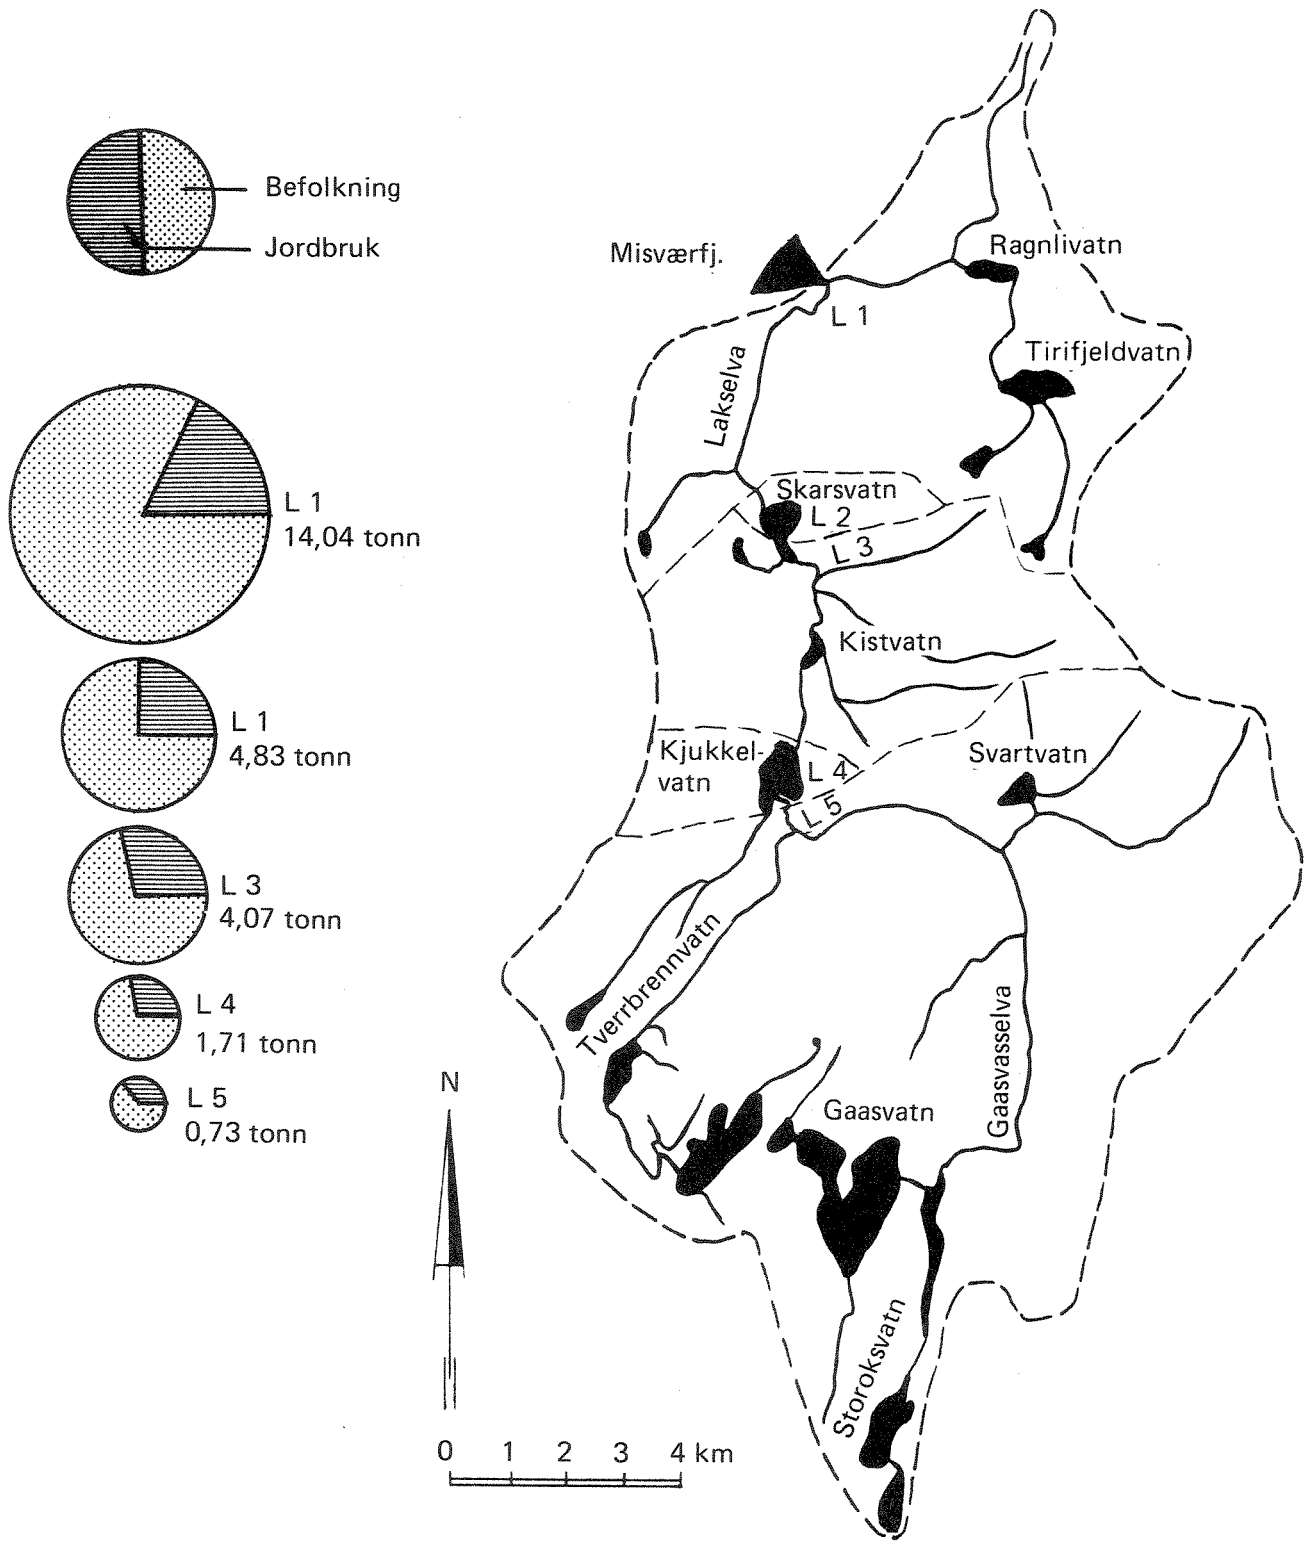 Befolkning
Jordbruk
L 1
14,04 tonn
L 1
4,83 tonn
L 3
4,07 tonn
L 4
1,71 tonn
L 5
0,73 tonn
Misværfj.
Ragnlivatn
L 1
Tirifjeldvatn
Lakselva
Skarsvatn
L 2
L 3
Kistvatn
Kjukkel-
vatn
L 4
Svartvatn
L 5
Tverrbrennvatn
Gaasvasselva
Gaasvatn
Storoksvatn
N
0 1 2 3 4 km